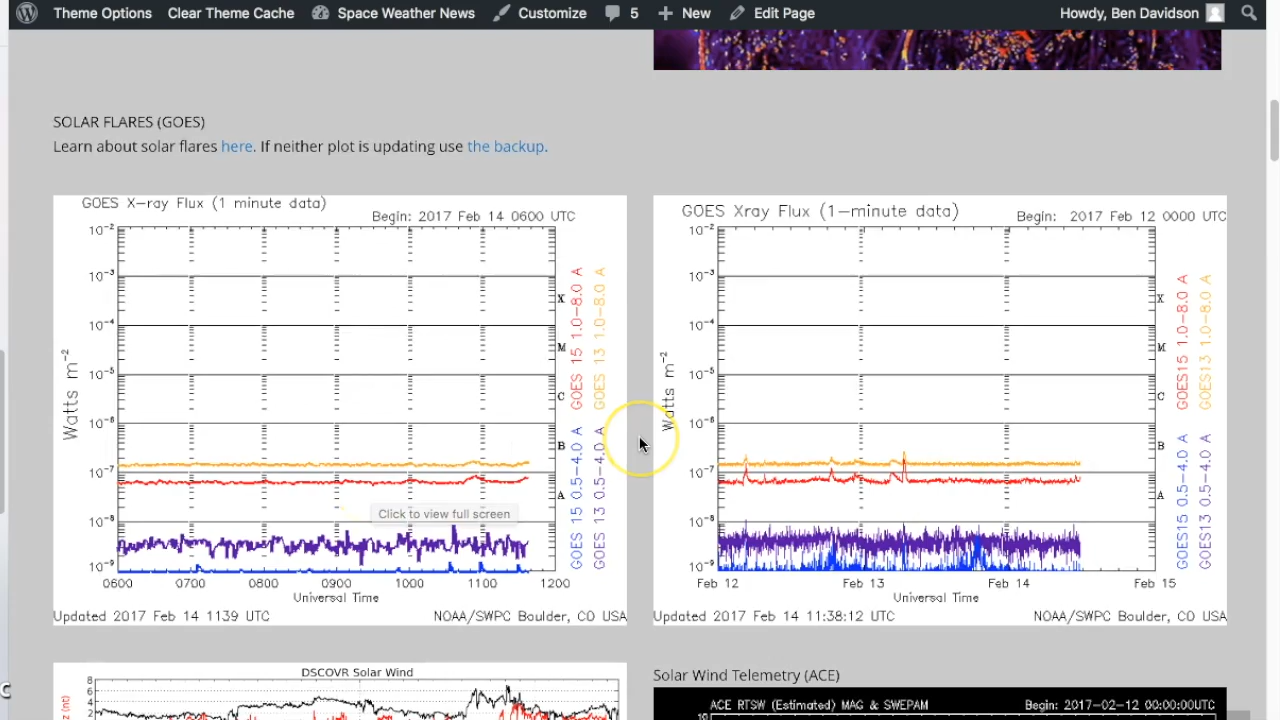 Theme Options Clear Theme Cache Space Weather News Customize 5 New Edit Page Howdy, Ben Davidson
SOLAR FLARES (GOES)
Learn about solar flares here. If neither plot is updating use the backup.
GOES X-ray Flux (1 minute data)
Begin: 2017 Feb 14 0600 UTC
10-2
10-3
10-4
10-5
10-6
10-7
10-8
10-9
Watts m-2
X
M
C
B
A
GOES 15 0.5-4.0 A GOES 15 1.0-8.0 A
GOES 13 0.5-4.0 A GOES 13 1.0-8.0 A
Click to view full screen
0600 0700 0800 0900 1000 1100 1200
Universal Time
Updated 2017 Feb 14 1139 UTC NOAA/SWPC Boulder, CO USA
GOES Xray Flux (1-minute data)
Begin: 2017 Feb 12 0000 UTC
10-2
10-3
10-4
10-5
10-6
10-7
10-8
10-9
Watts m-2
X
M
C
B
A
GOES15 0.5-4.0 A GOES15 1.0-8.0 A
GOES13 0.5-4.0 A GOES13 1.0-8.0 A
Feb 12 Feb 13 Feb 14 Feb 15
Universal Time
Updated 2017 Feb 14 11:38:12 UTC NOAA/SWPC Boulder, CO USA
DSCOVR Solar Wind
8
6
4
2
z (nt)
Solar Wind Telemetry (ACE)
ACE RTSW (Estimated) MAG & SWEPAM Begin: 2017-02-12 00:00:00UTC
C